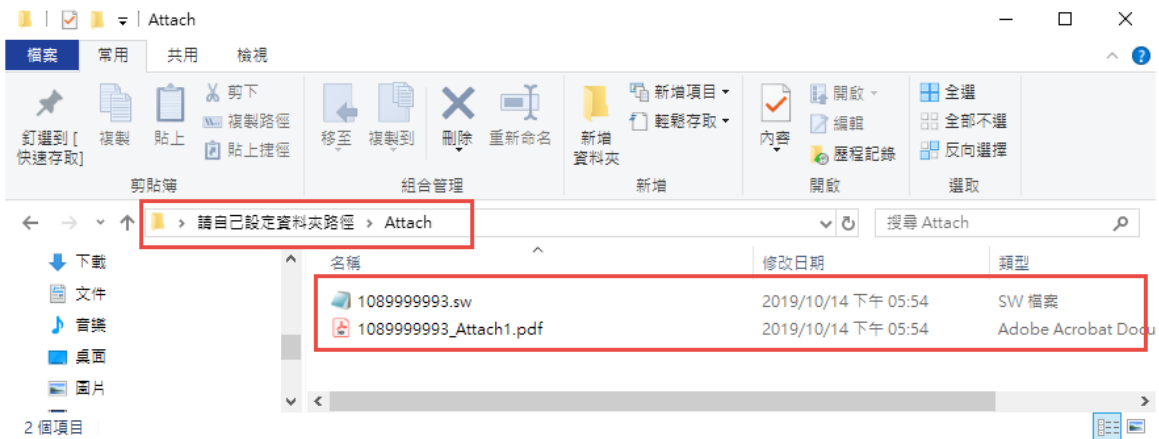 Attach
檔案 常用 共用 檢視
釘選到 [快速存取]
複製
貼上
剪下
複製路徑
貼上捷徑
剪貼簿
移至
複製到
刪除
重新命名
組合管理
新增資料夾
新增項目
輕鬆存取
新增
內容
開啟
編輯
歷程記錄
開啟
全選
全部不選
反向選擇
選取
請自己設定資料夾路徑 > Attach
搜尋 Attach
下載
文件
音樂
桌面
圖片
名稱 修改日期 類型
1089999993.sw 2019/10/14 下午 05:54 SW 檔案
1089999993_Attach1.pdf 2019/10/14 下午 05:54 Adobe Acrobat Docu
2 個項目